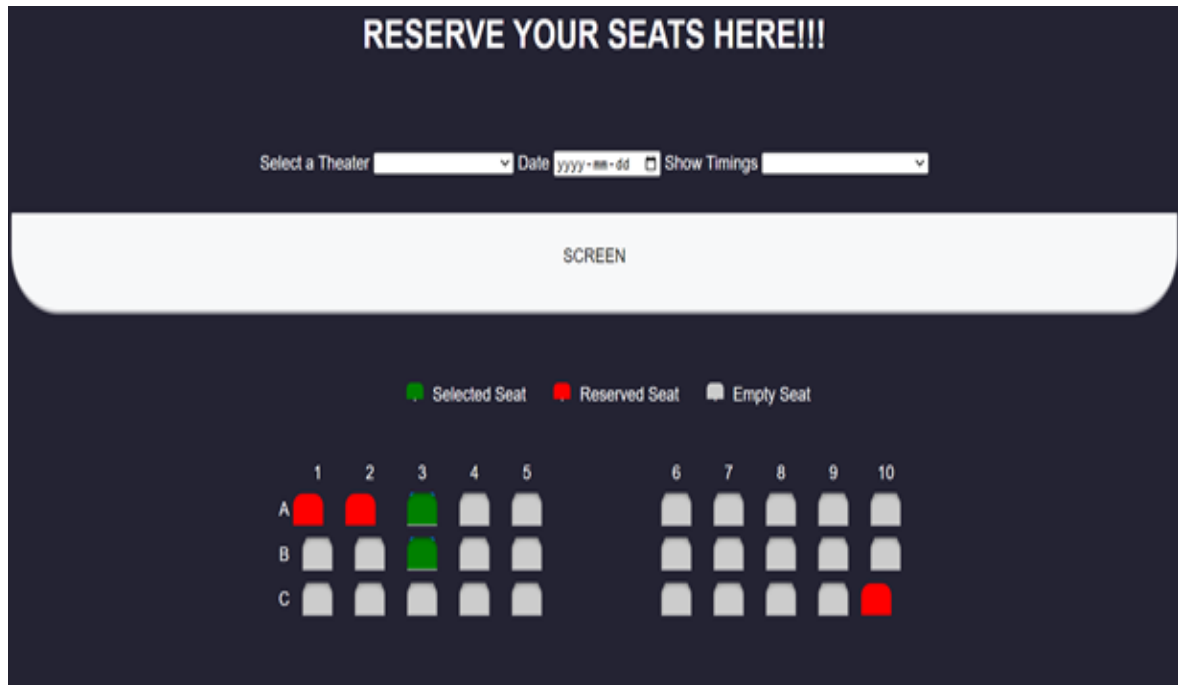 RESERVE YOUR SEATS HERE!!!
Select a Theater Date yyyy-mm-dd Show Timings
SCREEN
Selected Seat Reserved Seat Empty Seat
1 2 3 4 5 6 7 8 9 10
A
B
C